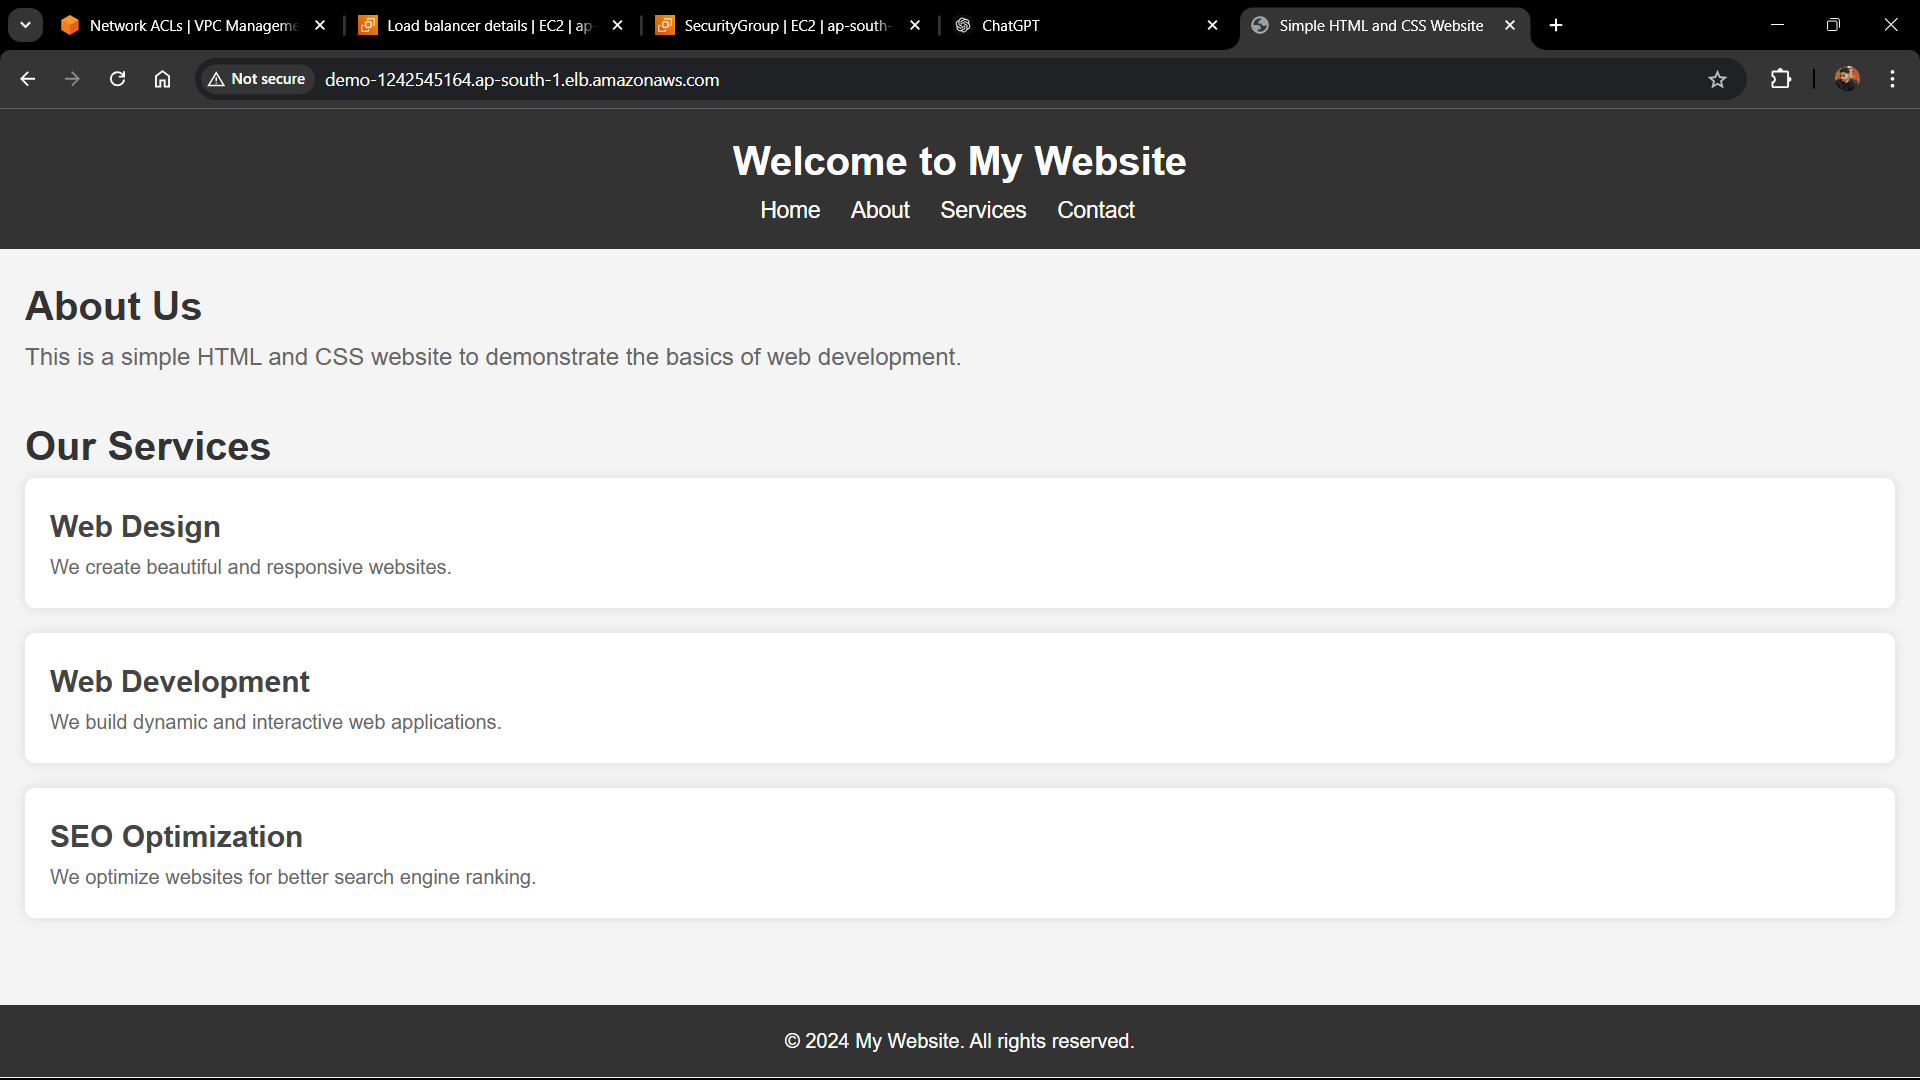 Network ACLs | VPC Manageme
Load balancer details | EC2 | ap-
SecurityGroup | EC2 | ap-south-
ChatGPT
Simple HTML and CSS Website
Not secure
demo-1242545164.ap-south-1.elb.amazonaws.com
Welcome to My Website
Home About Services Contact
About Us
This is a simple HTML and CSS website to demonstrate the basics of web development.
Our Services
Web Design
We create beautiful and responsive websites.
Web Development
We build dynamic and interactive web applications.
SEO Optimization
We optimize websites for better search engine ranking.
© 2024 My Website. All rights reserved.